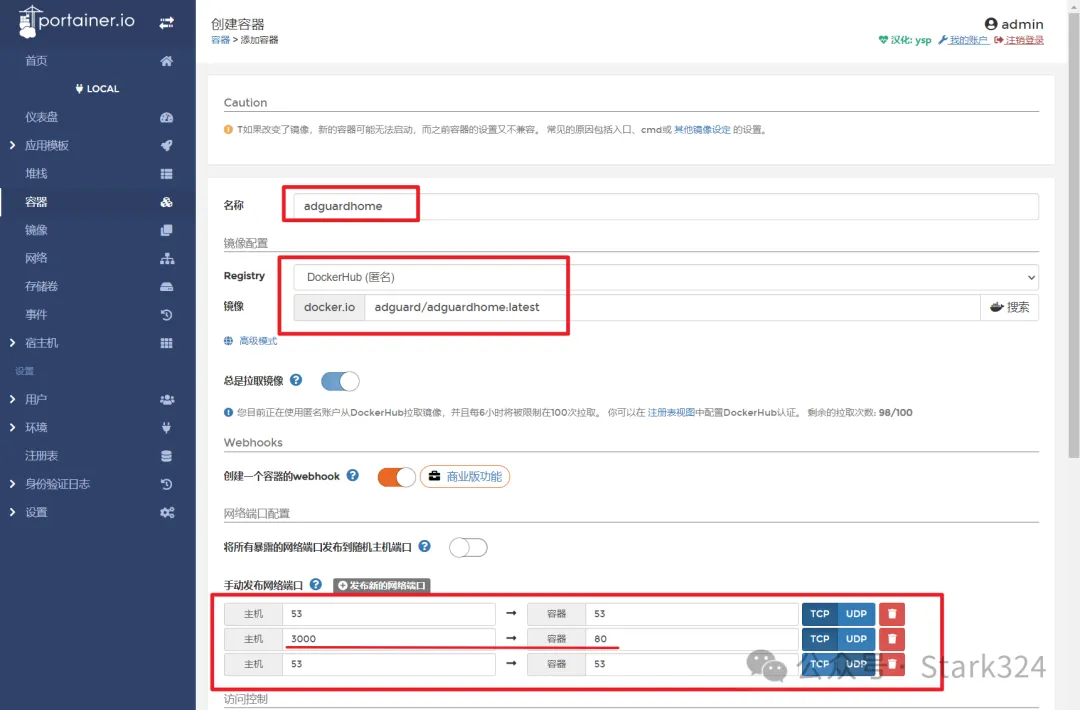 portainer.io
首页
LOCAL
仪表盘
应用模板
堆栈
容器
镜像
网络
存储卷
事件
宿主机
设置
用户
环境
注册表
身份验证日志
设置
创建容器
容器 > 添加容器
admin
汉化: ysp 我的账户 注销登录
Caution
T如果改变了镜像，新的容器可能无法启动，而之前容器的设置又不兼容。 常见的原因包括入口、cmd或 其他镜像设定 的设置。
名称 adguardhome
镜像配置
Registry DockerHub (匿名)
镜像 docker.io adguard/adguardhome:latest 搜索
高级模式
总是拉取镜像
您目前正在使用匿名账户从DockerHub拉取镜像，并且每6小时将被限制在100次拉取。 你可以在 注册表视图中配置DockerHub认证。 剩余的拉取次数: 98/100
Webhooks
创建一个容器的webhook 商业版功能
网络端口配置
将所有暴露的网络端口发布到随机主机端口
手动发布网络端口 发布新的网络端口
主机 53 → 容器 53 TCP UDP
主机 3000 → 容器 80 TCP UDP
主机 53 → 容器 53 TCP UDP
公众号 · Stark324
访问控制